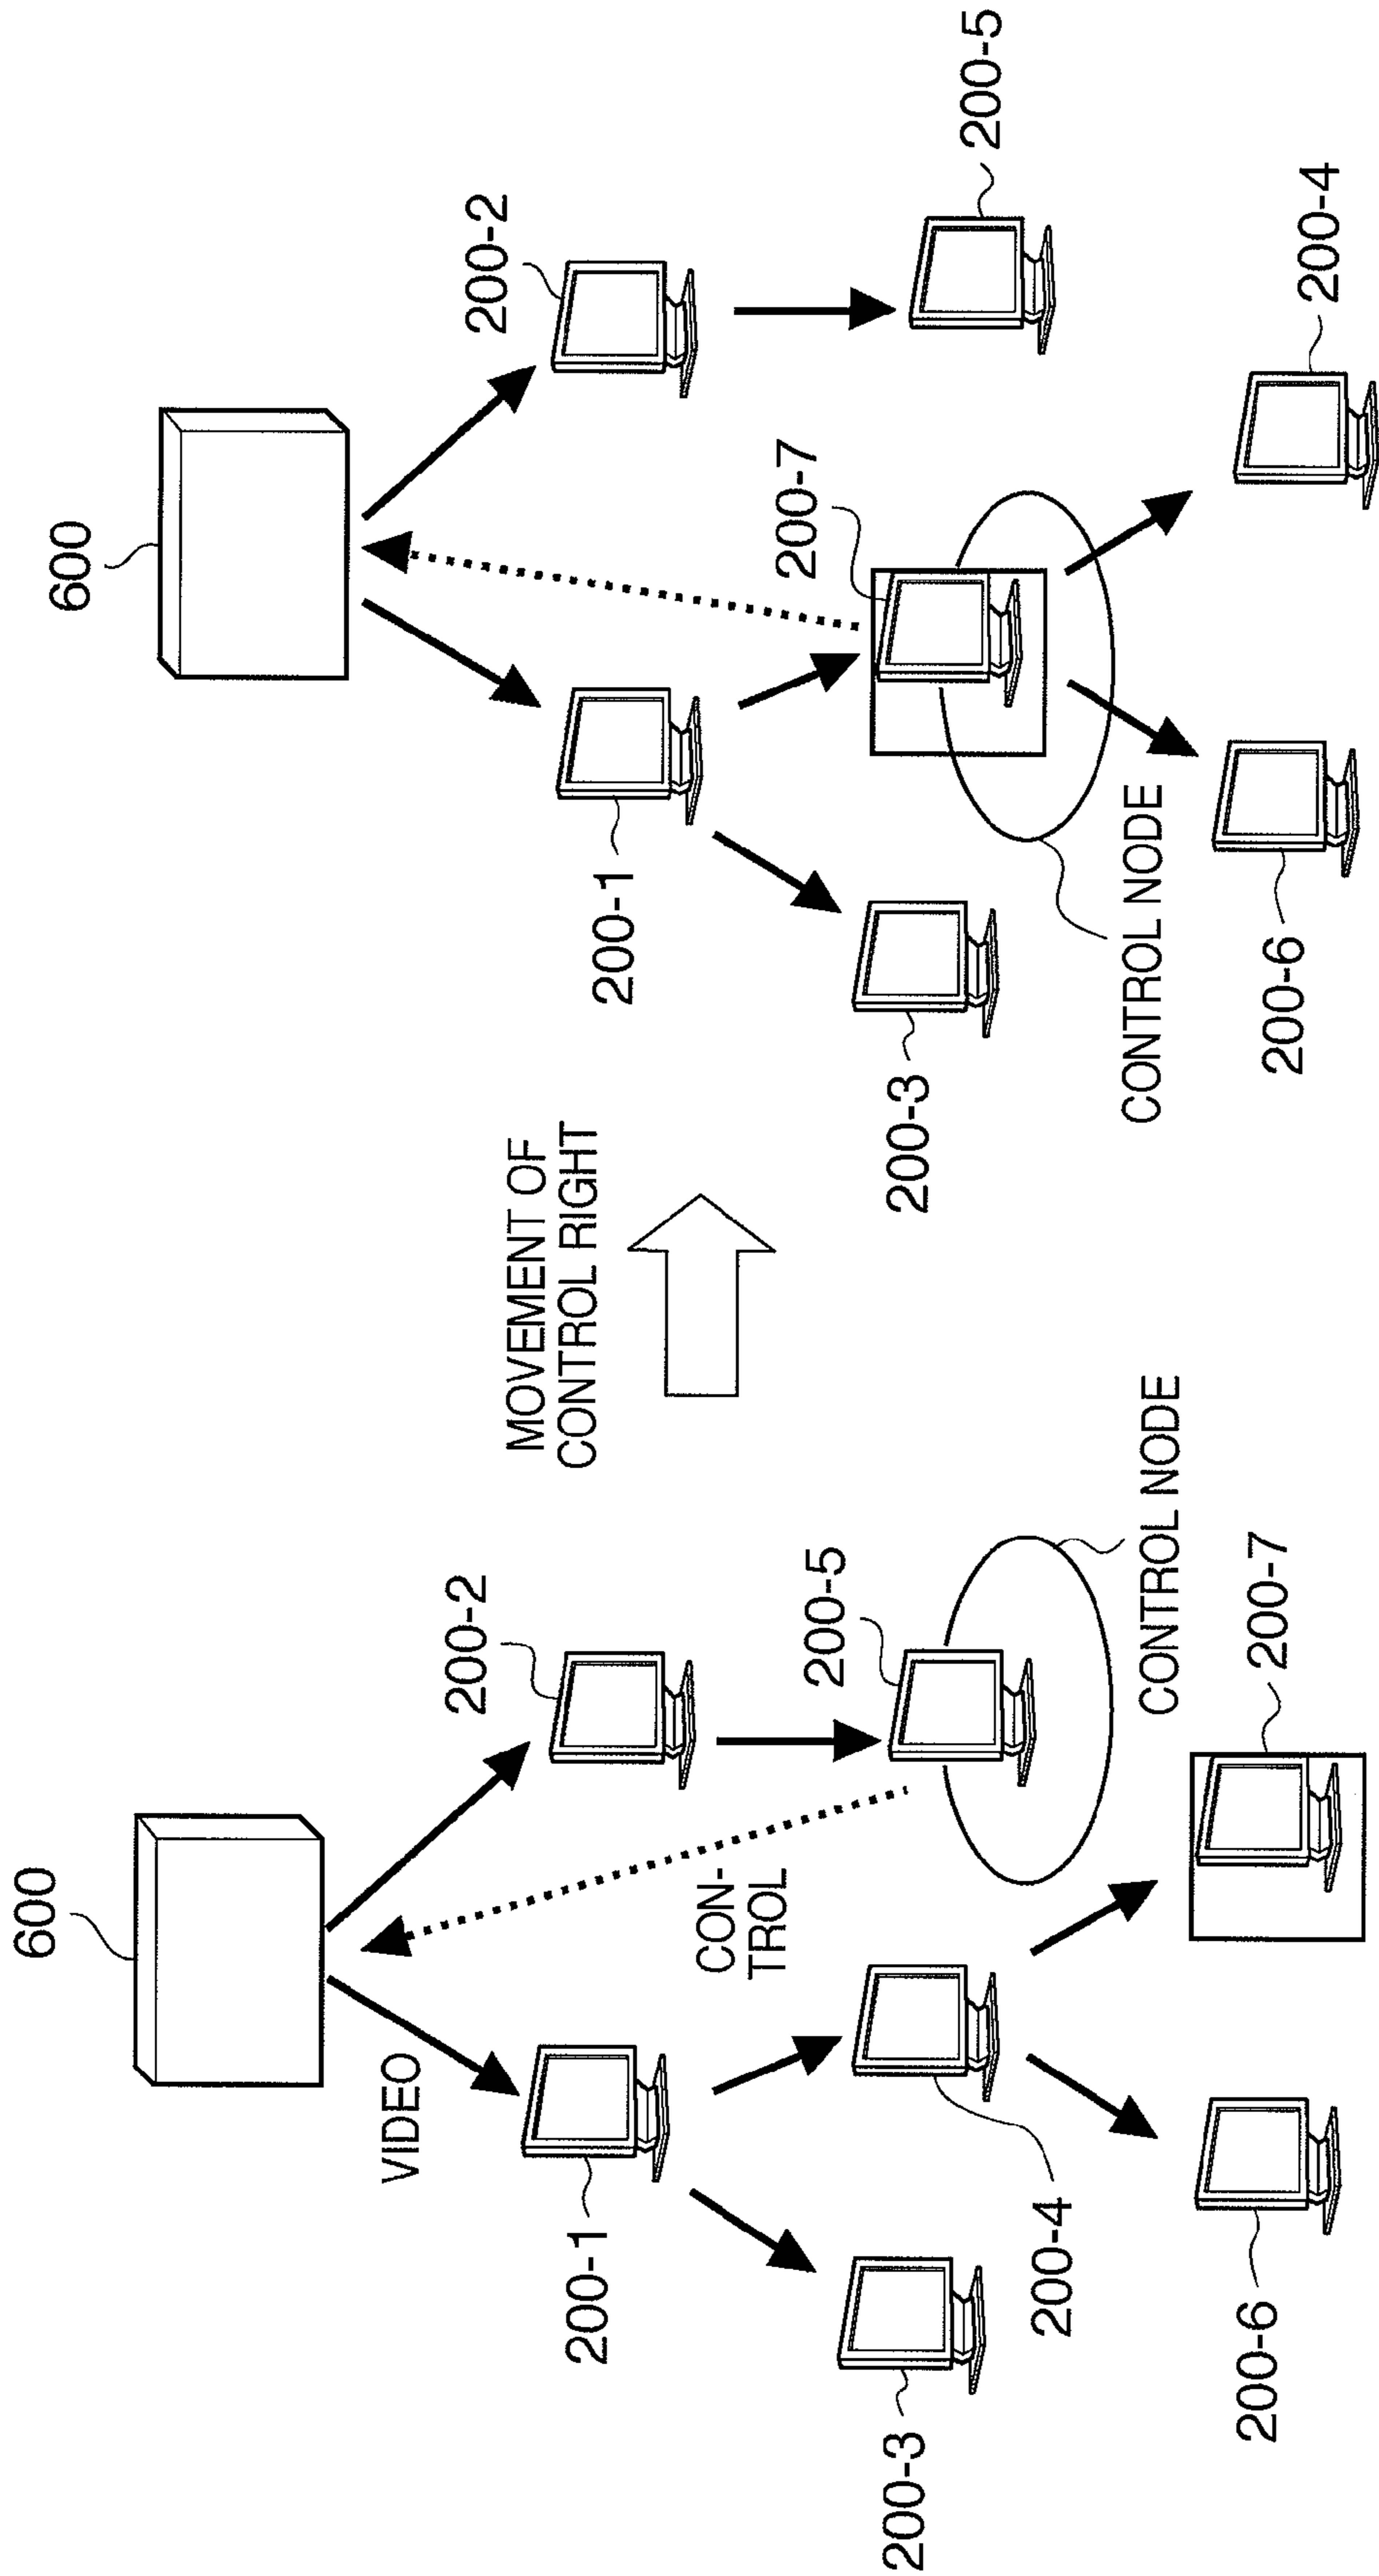 600
VIDEO
200-1
200-2
CON-
TROL
200-5
200-3
200-4
CONTROL NODE
200-6
200-7
MOVEMENT OF
CONTROL RIGHT
600
200-2
200-1
200-7
200-5
200-3
CONTROL NODE
200-6
200-4